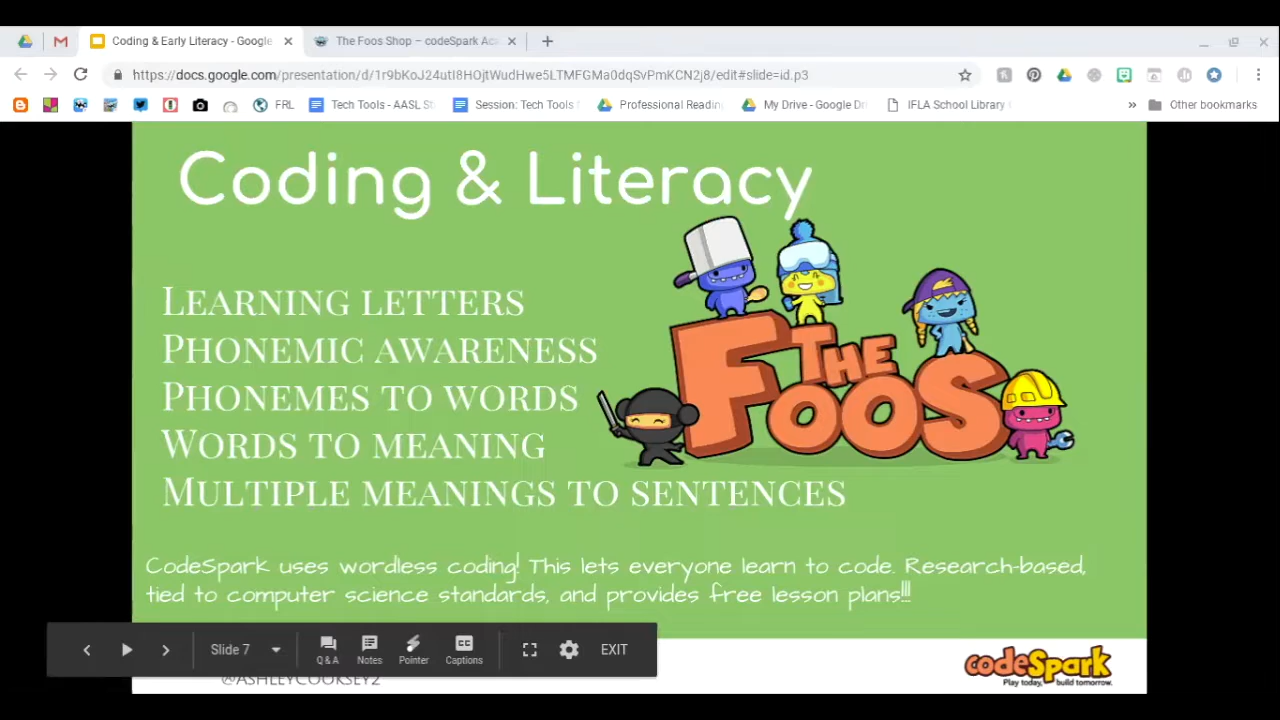 Coding & Early Literacy - Google
The Foos Shop – codeSpark Aca
https://docs.google.com/presentation/d/1r9bKoJ24utI8HOjtWudHwe5LTMFGMa0dqSvPmKCN2j8/edit#slide=id.p3
FRL
Tech Tools - AASL St
Session: Tech Tools f
Professional Readin
My Drive - Google Dri
IFLA School Library
»
Other bookmarks
Coding & Literacy
Learning letters
Phonemic awareness
Phonemes to words
Words to meaning
Multiple meanings to sentences
THE
FOOS
CodeSpark uses wordless coding! This lets everyone learn to code. Research-based,
tied to computer science standards, and provides free lesson plans!!!
Slide 7
Q&A
Notes
Pointer
Captions
EXIT
@ASHLEYCOOKSEY2
codeSpark
Play today, build tomorrow.